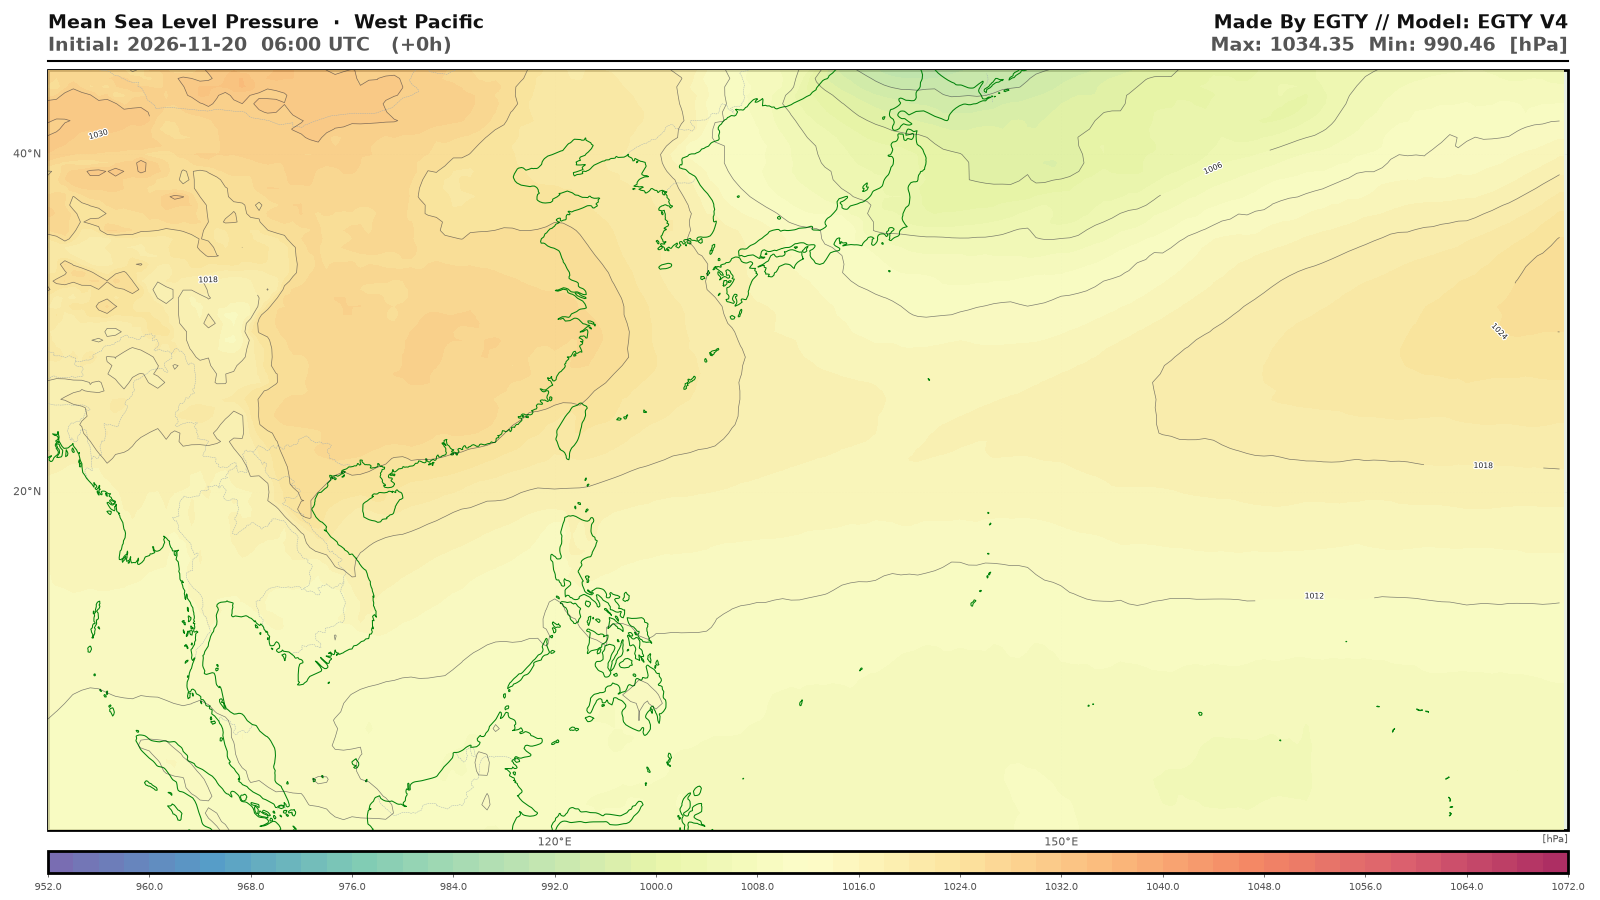 Mean Sea Level Pressure · West Pacific
Made By EGTY // Model: EGTY V4
Initial: 2026-11-20 06:00 UTC (+0h)
Max: 1034.35 Min: 990.46 [hPa]
1030
40°N
1006
1018
1024
1018
20°N
1012
120°E
150°E
[hPa]
952.0 960.0 968.0 976.0 984.0 992.0 1000.0 1008.0 1016.0 1024.0 1032.0 1040.0 1048.0 1056.0 1064.0 1072.0